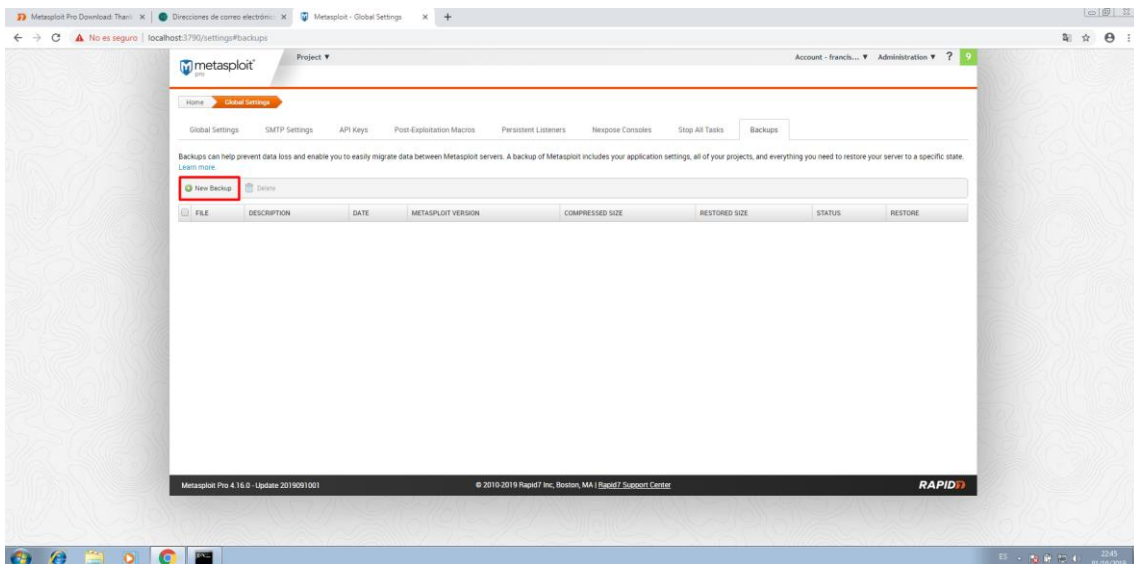 Metasploit Pro Download: Thank
Direcciones de correo electrónic
Metasploit - Global Settings
No es seguro | localhost:3790/settings#backups
metasploit
pro
Project ▼
Account - francis... ▼ Administration ▼ ? 9
Home Global Settings
Global Settings SMTP Settings API Keys Post-Exploitation Macros Persistent Listeners Nexpose Consoles Stop All Tasks Backups
Backups can help prevent data loss and enable you to easily migrate data between Metasploit servers. A backup of Metasploit includes your application settings, all of your projects, and everything you need to restore your server to a specific state.
Learn more.
New Backup Delete
FILE DESCRIPTION DATE METASPLOIT VERSION COMPRESSED SIZE RESTORED SIZE STATUS RESTORE
Metasploit Pro 4.16.0 - Update 2019091001 © 2010-2019 Rapid7 Inc, Boston, MA | Rapid7 Support Center RAPID7
ES 22:45